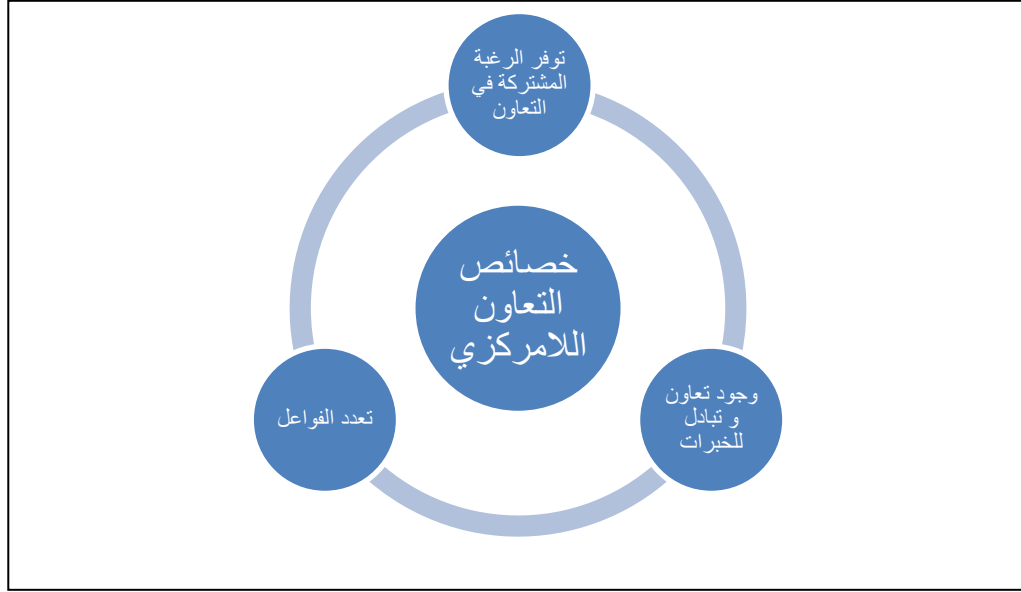 توفر الرغبة
المشتركة في
التعاون
خصائص
التعاون
اللامركزي
وجود تعاون
و تبادل
للخبرات
تعدد الفواعل